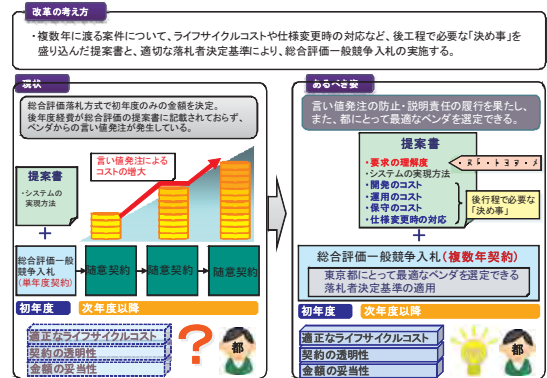 改革の考え方
・複数年に渡る案件について、ライフサイクルコストや仕様変更時の対応など、後工程で必要な「決め事」を
盛り込んだ提案書と、適切な落札者決定基準により、総合評価一般競争入札の実施する。
現状
総合評価落札方式で初年度のみの金額を決定。
後年度経費が総合評価の提案書に記載されておらず、
ベンダからの言い値発注が発生している。
提案書
・システムの
実現方法
言い値発注による
コストの増大
+
総合評価一般
競争入札
(単年度契約)
随意契約
随意契約
随意契約
初年度
次年度以降
適正なライフサイクルコスト
契約の透明性
金額の妥当性
?
都
あるべき姿
言い値発注の防止・説明責任の履行を果たし、
また、都にとって最適なベンダを選定できる。
提案書
・要求の理解度
・システムの実現方法
・開発のコスト
・運用のコスト
・保守のコスト
・仕様変更時の対応
後行程で必要な
「決め事」
+
総合評価一般競争入札(複数年契約)
東京都にとって最適なベンダを選定できる
落札者決定基準の適用
初年度
次年度以降
適正なライフサイクルコスト
契約の透明性
金額の妥当性
都